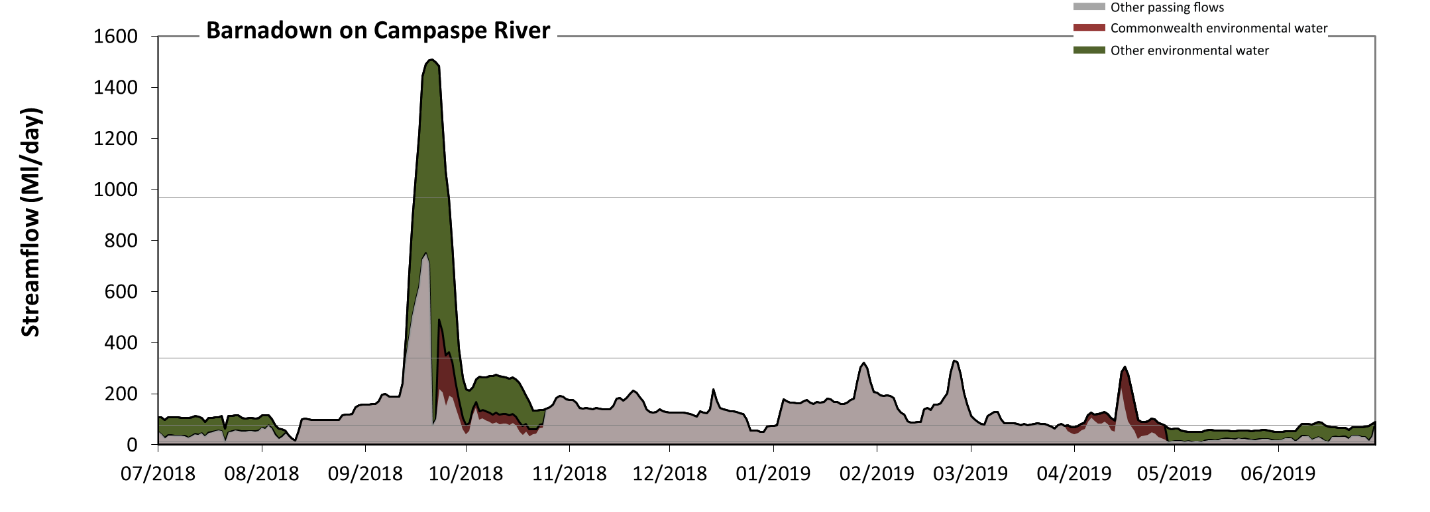 Other passing flows
Barnadown on Campaspe River
Commonwealth environmental water
Other environmental water
Streamflow (Ml/day)
1600
1400
1200
1000
800
600
400
200
0
07/2018 08/2018 09/2018 10/2018 11/2018 12/2018 01/2019 02/2019 03/2019 04/2019 05/2019 06/2019